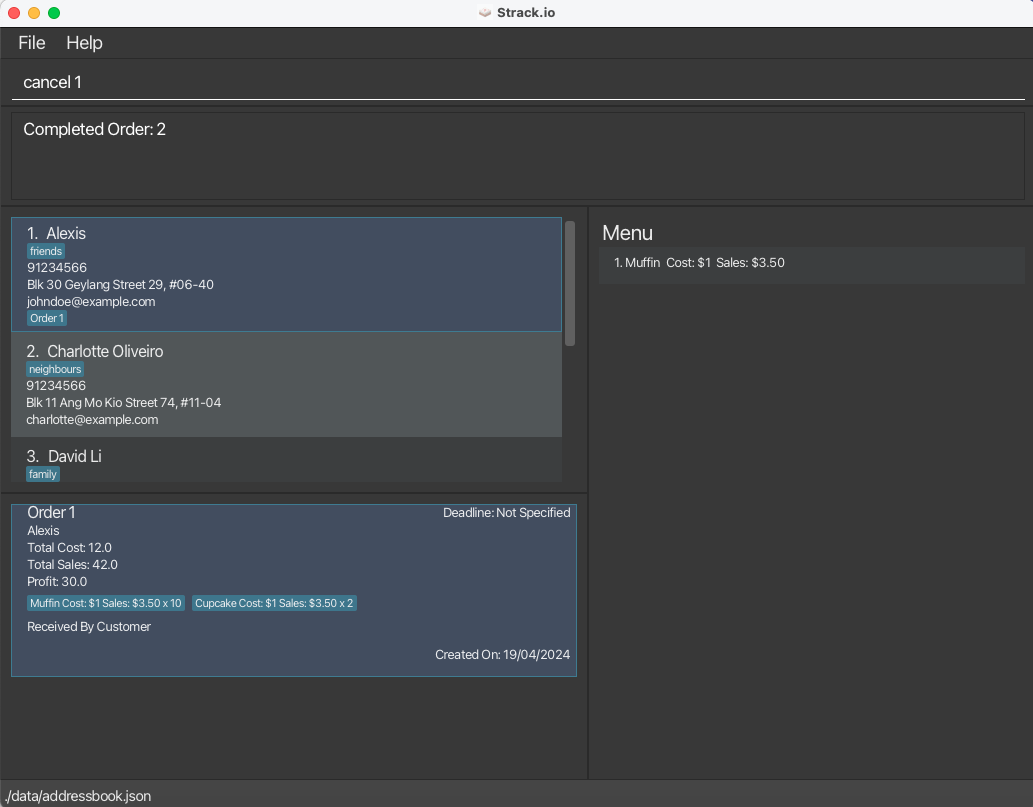 Strack.io
File Help
cancel 1
Completed Order: 2
1. Alexis
friends
91234566
Blk 30 Geylang Street 29, #06-40
johndoe@example.com
Order 1
2. Charlotte Oliveiro
neighbours
91234566
Blk 11 Ang Mo Kio Street 74, #11-04
charlotte@example.com
3. David Li
family
Menu
1. Muffin Cost: $1 Sales: $3.50
Order 1 Deadline: Not Specified
Alexis
Total Cost: 12.0
Total Sales: 42.0
Profit: 30.0
Muffin Cost: $1 Sales: $3.50 x 10 Cupcake Cost: $1 Sales: $3.50 x 2
Received By Customer
Created On: 19/04/2024
./data/addressbook.json